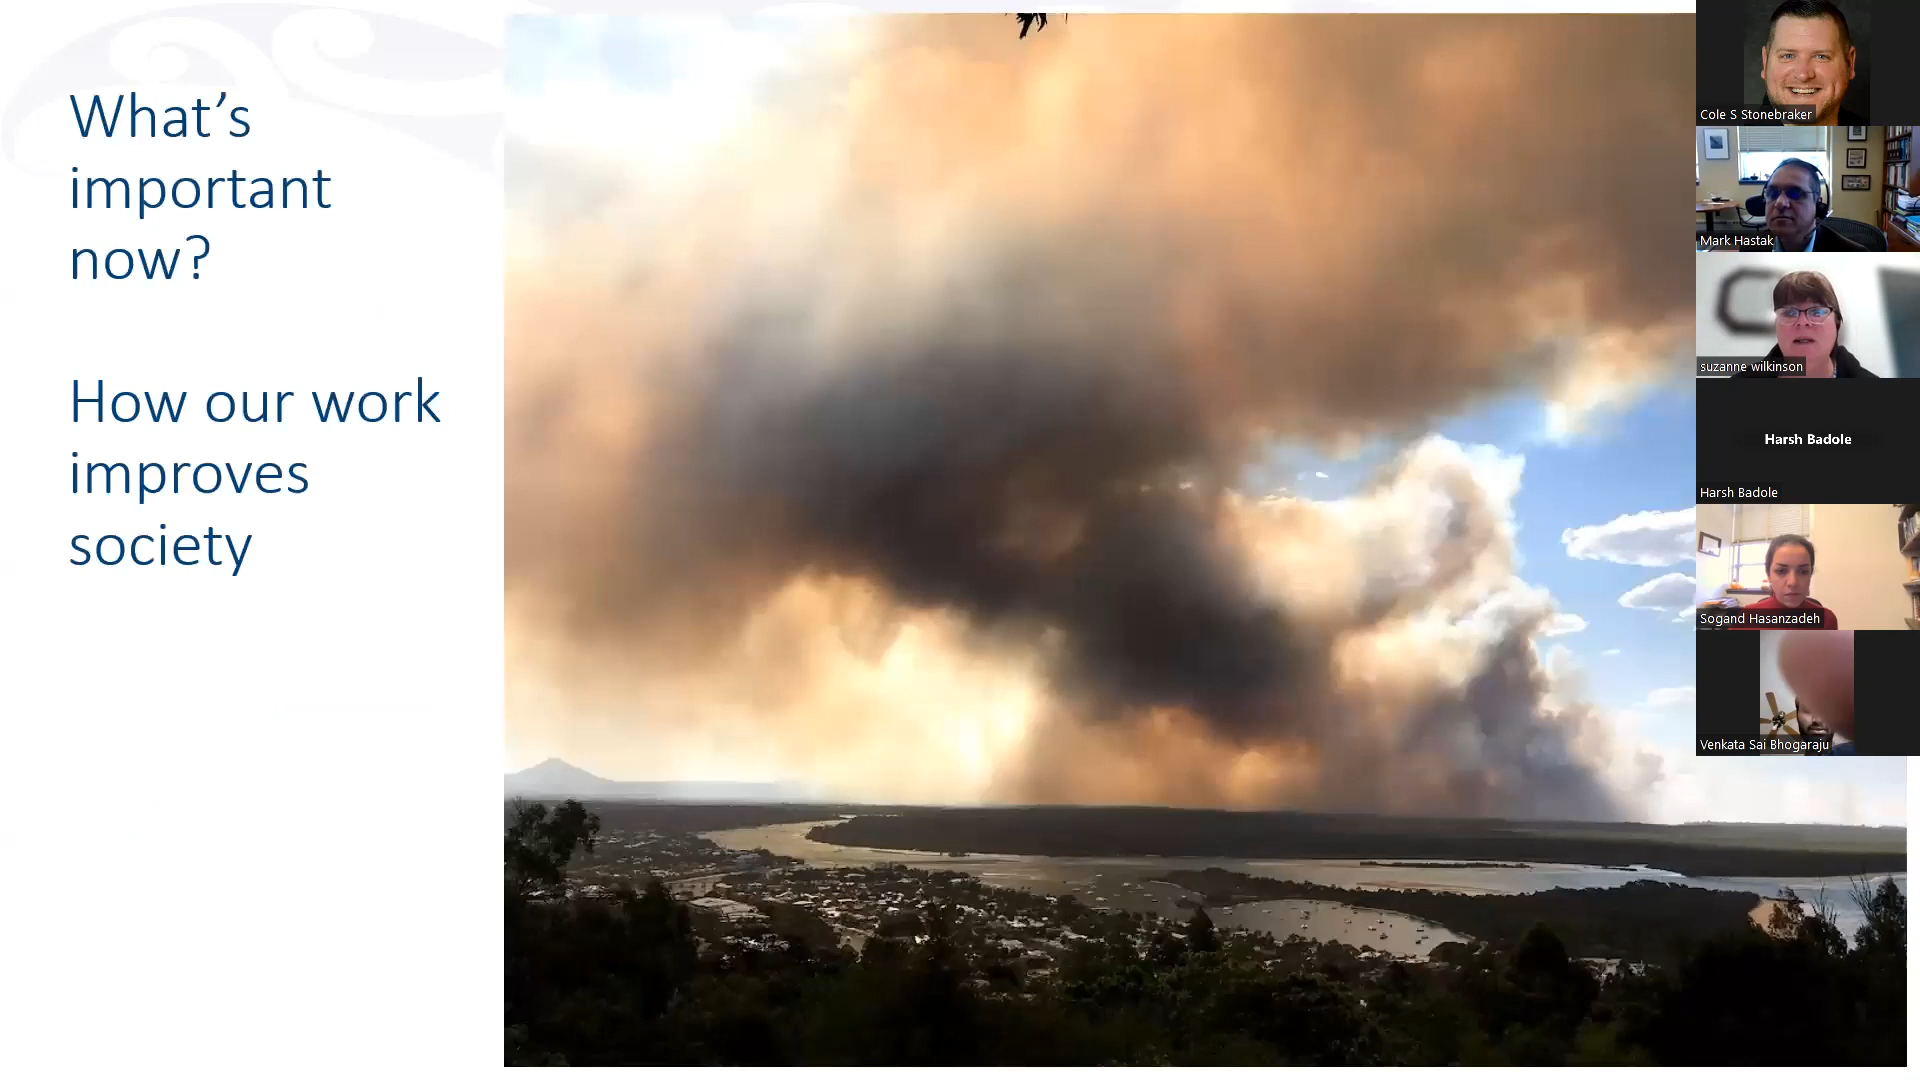 What’s
important
now?
How our work
improves
society
Cole S Stonebraker
Mark Hastak
suzanne wilkinson
Harsh Badole
Harsh Badole
Sogand Hasanzadeh
Venkata Sai Bhogaraju